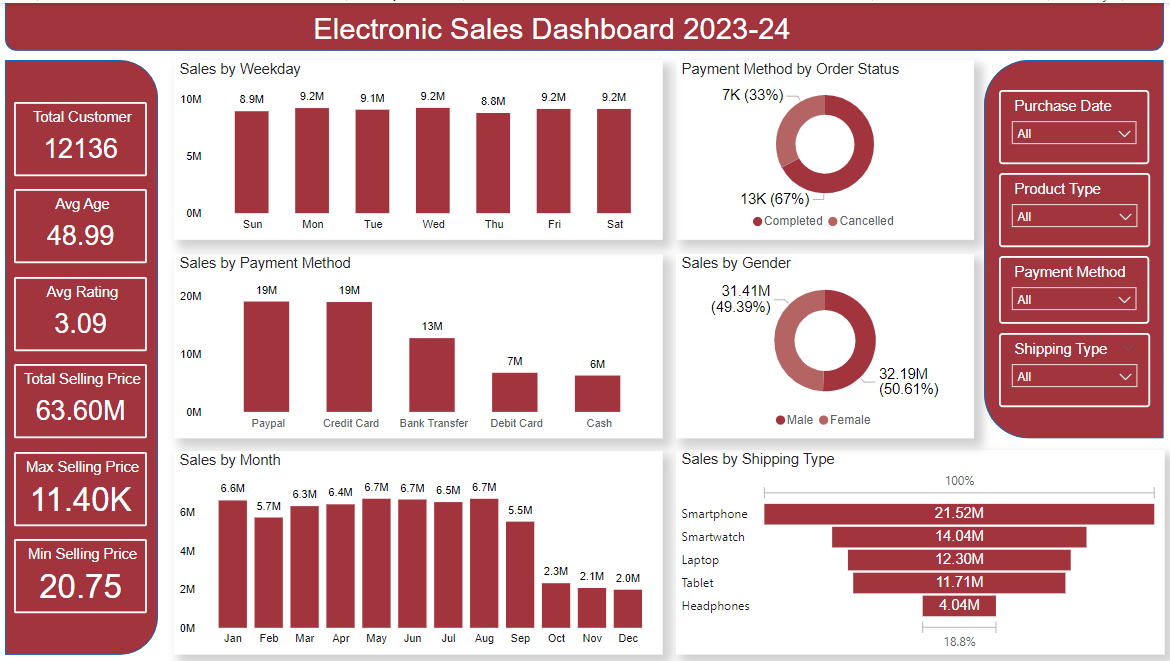 Electronic Sales Dashboard 2023-24
Total Customer
12136
Avg Age
48.99
Avg Rating
3.09
Total Selling Price
63.60M
Max Selling Price
11.40K
Min Selling Price
20.75
Sales by Weekday
10M
5M
0M
8.9M 9.2M 9.1M 9.2M 8.8M 9.2M 9.2M
Sun Mon Tue Wed Thu Fri Sat
Payment Method by Order Status
7K (33%)
13K (67%)
Completed Cancelled
Sales by Payment Method
20M
10M
0M
19M 19M 13M 7M 6M
Paypal Credit Card Bank Transfer Debit Card Cash
Sales by Gender
31.41M
(49.39%)
32.19M
(50.61%)
Male Female
Sales by Month
6M
4M
2M
0M
6.6M 5.7M 6.3M 6.4M 6.7M 6.7M 6.5M 6.7M 5.5M 2.3M 2.1M 2.0M
Jan Feb Mar Apr May Jun Jul Aug Sep Oct Nov Dec
Sales by Shipping Type
100%
Smartphone 21.52M
Smartwatch 14.04M
Laptop 12.30M
Tablet 11.71M
Headphones 4.04M
18.8%
Purchase Date
All
Product Type
All
Payment Method
All
Shipping Type
All